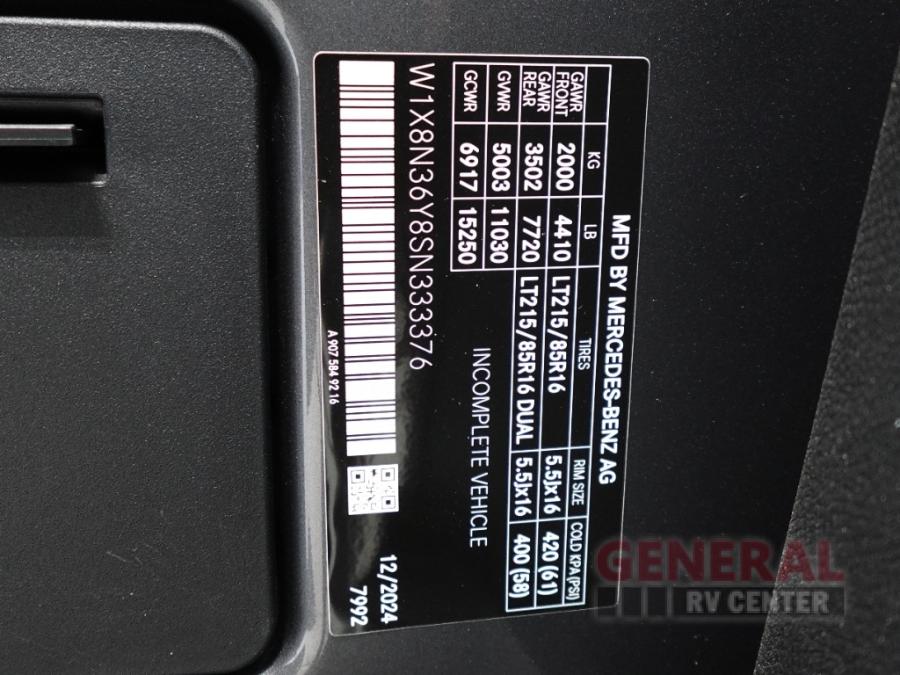 MFD BY MERCEDES-BENZ AG
KG LB TIRES RIM SIZE COLD KPA (PSI)
GAWR FRONT 2000 4410 LT215/85R16 5.5Jx16 420 (61)
GAWR REAR 3502 7720 LT215/85R16 DUAL 5.5Jx16 400 (58)
GVWR 5003 11030
GCWR 6917 15250
INCOMPLETE VEHICLE
W1X8N36Y8SN333376
12/2024
7992
A 907 584 92 16
GENERAL
RV CENTER